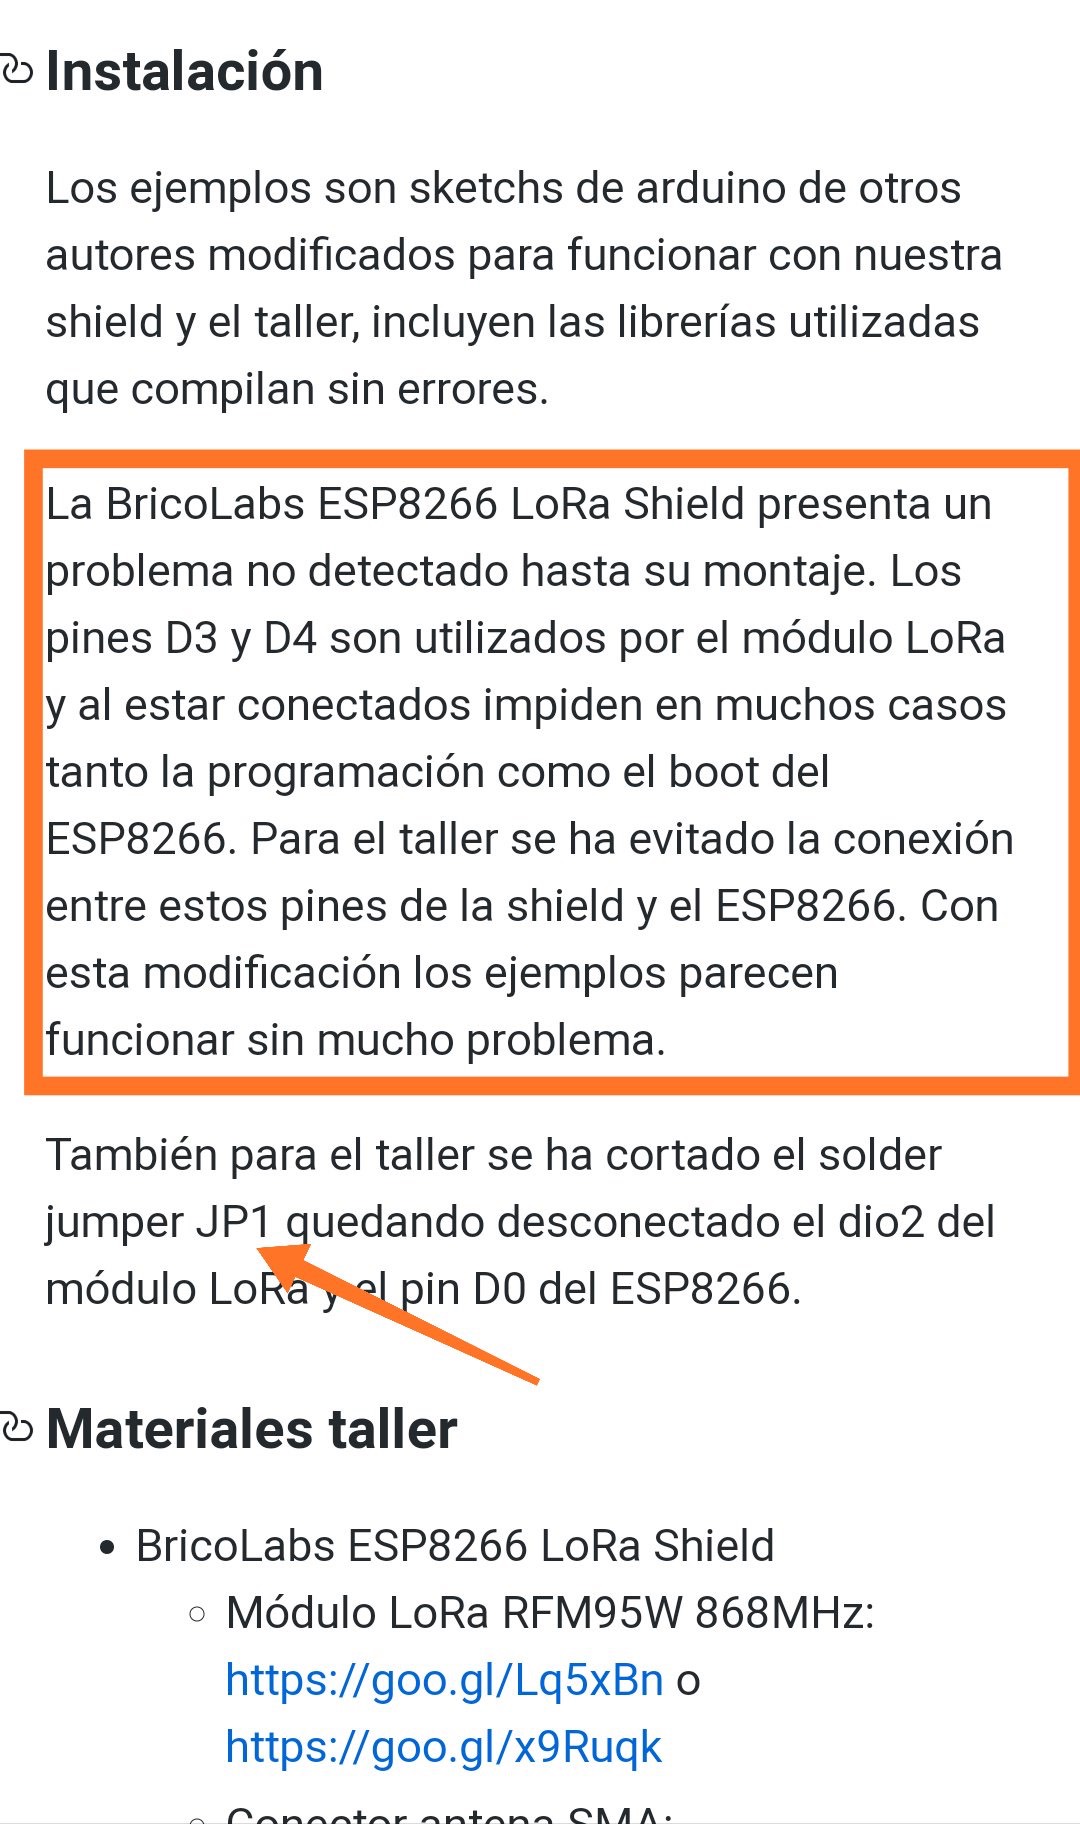 Instalación
Los ejemplos son sketchs de arduino de otros
autores modificados para funcionar con nuestra
shield y el taller, incluyen las librerías utilizadas
que compilan sin errores.
La BricoLabs ESP8266 LoRa Shield presenta un
problema no detectado hasta su montaje. Los
pines D3 y D4 son utilizados por el módulo LoRa
y al estar conectados impiden en muchos casos
tanto la programación como el boot del
ESP8266. Para el taller se ha evitado la conexión
entre estos pines de la shield y el ESP8266. Con
esta modificación los ejemplos parecen
funcionar sin mucho problema.
También para el taller se ha cortado el solder
jumper JP1 quedando desconectado el dio2 del
módulo LoRa y el pin D0 del ESP8266.
Materiales taller
BricoLabs ESP8266 LoRa Shield
Módulo LoRa RFM95W 868MHz:
https://goo.gl/Lq5xBn o
https://goo.gl/x9Ruqk
Conector antena SMA: